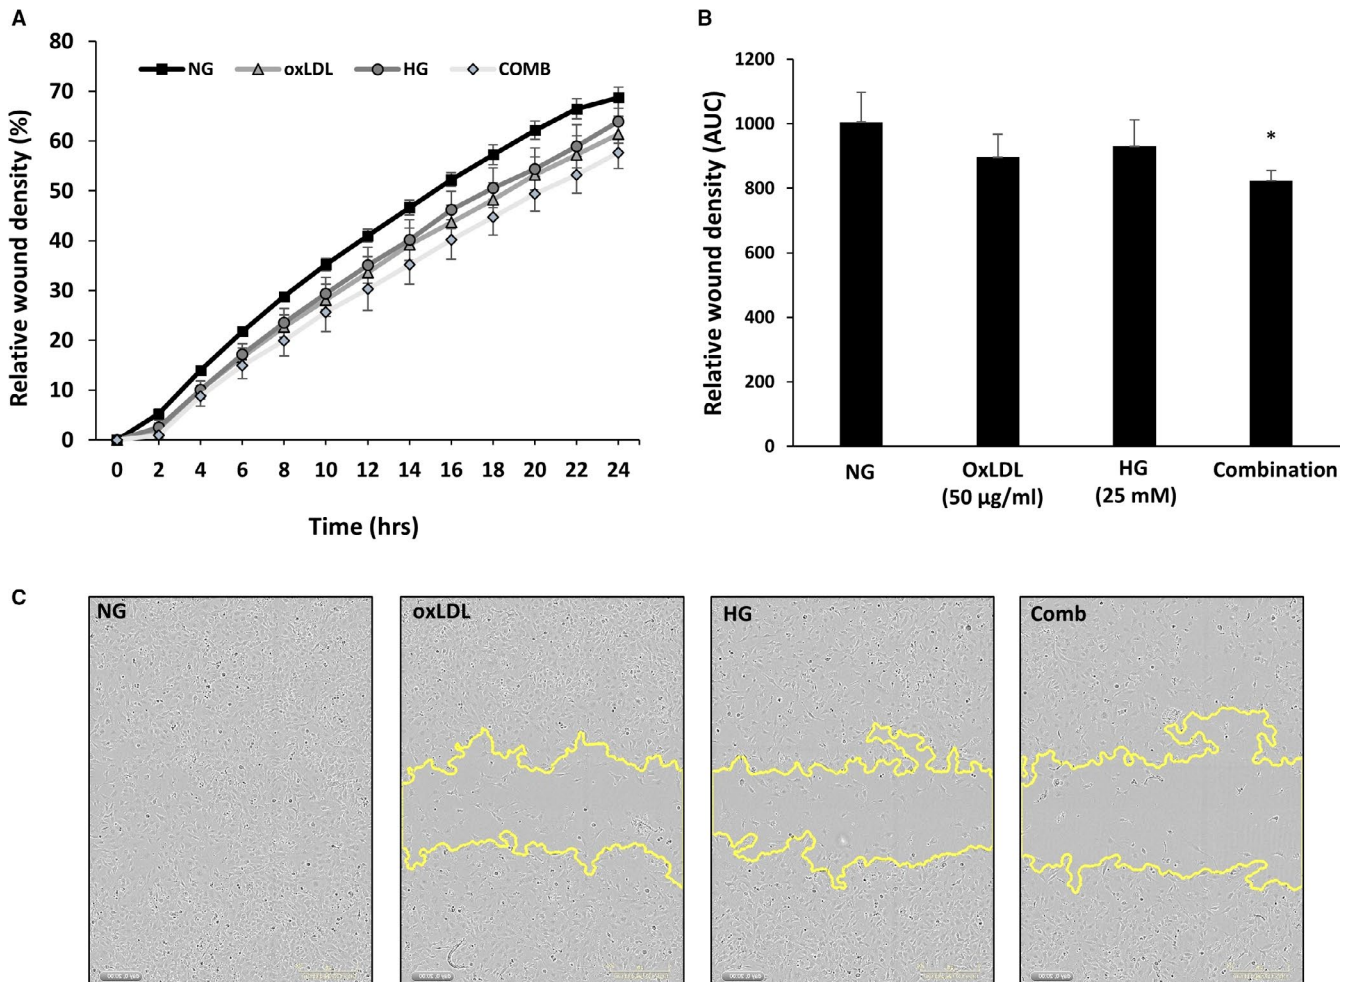 A
Relative wound density (%)
80
70
60
50
40
30
20
10
0
NG oxLDL HG COMB
0 2 4 6 8 10 12 14 16 18 20 22 24
Time (hrs)
B
Relative wound density (AUC)
1200
1000
800
600
400
200
0
*
NG OxLDL HG Combination
(50 µg/ml) (25 mM)
C
NG oxLDL HG Comb